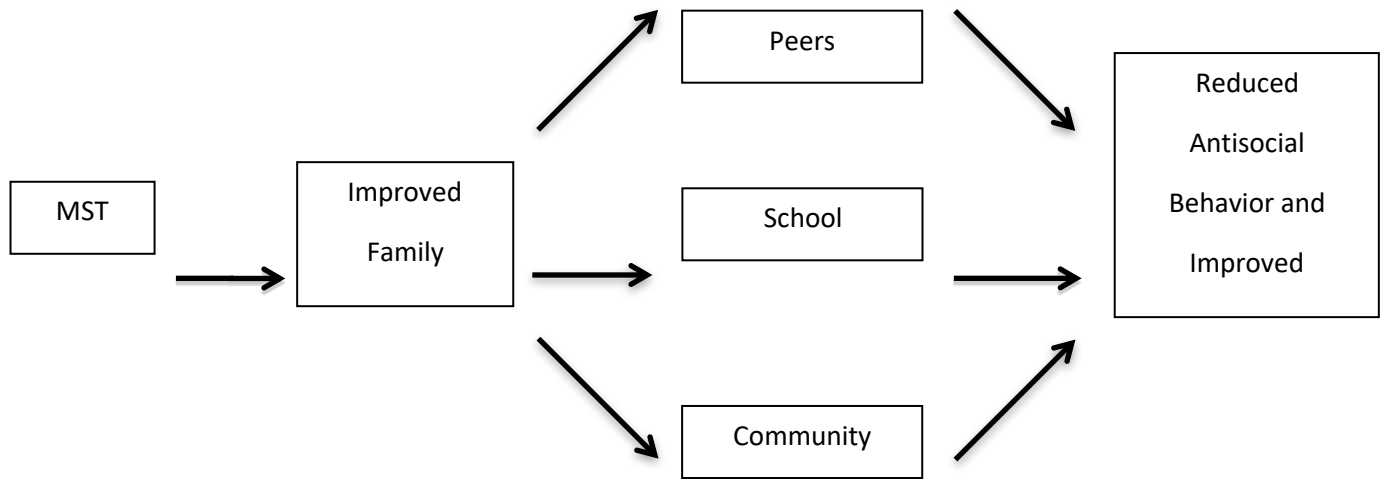 MST
Improved
Family
Peers
School
Community
Reduced
Antisocial
Behavior and
Improved